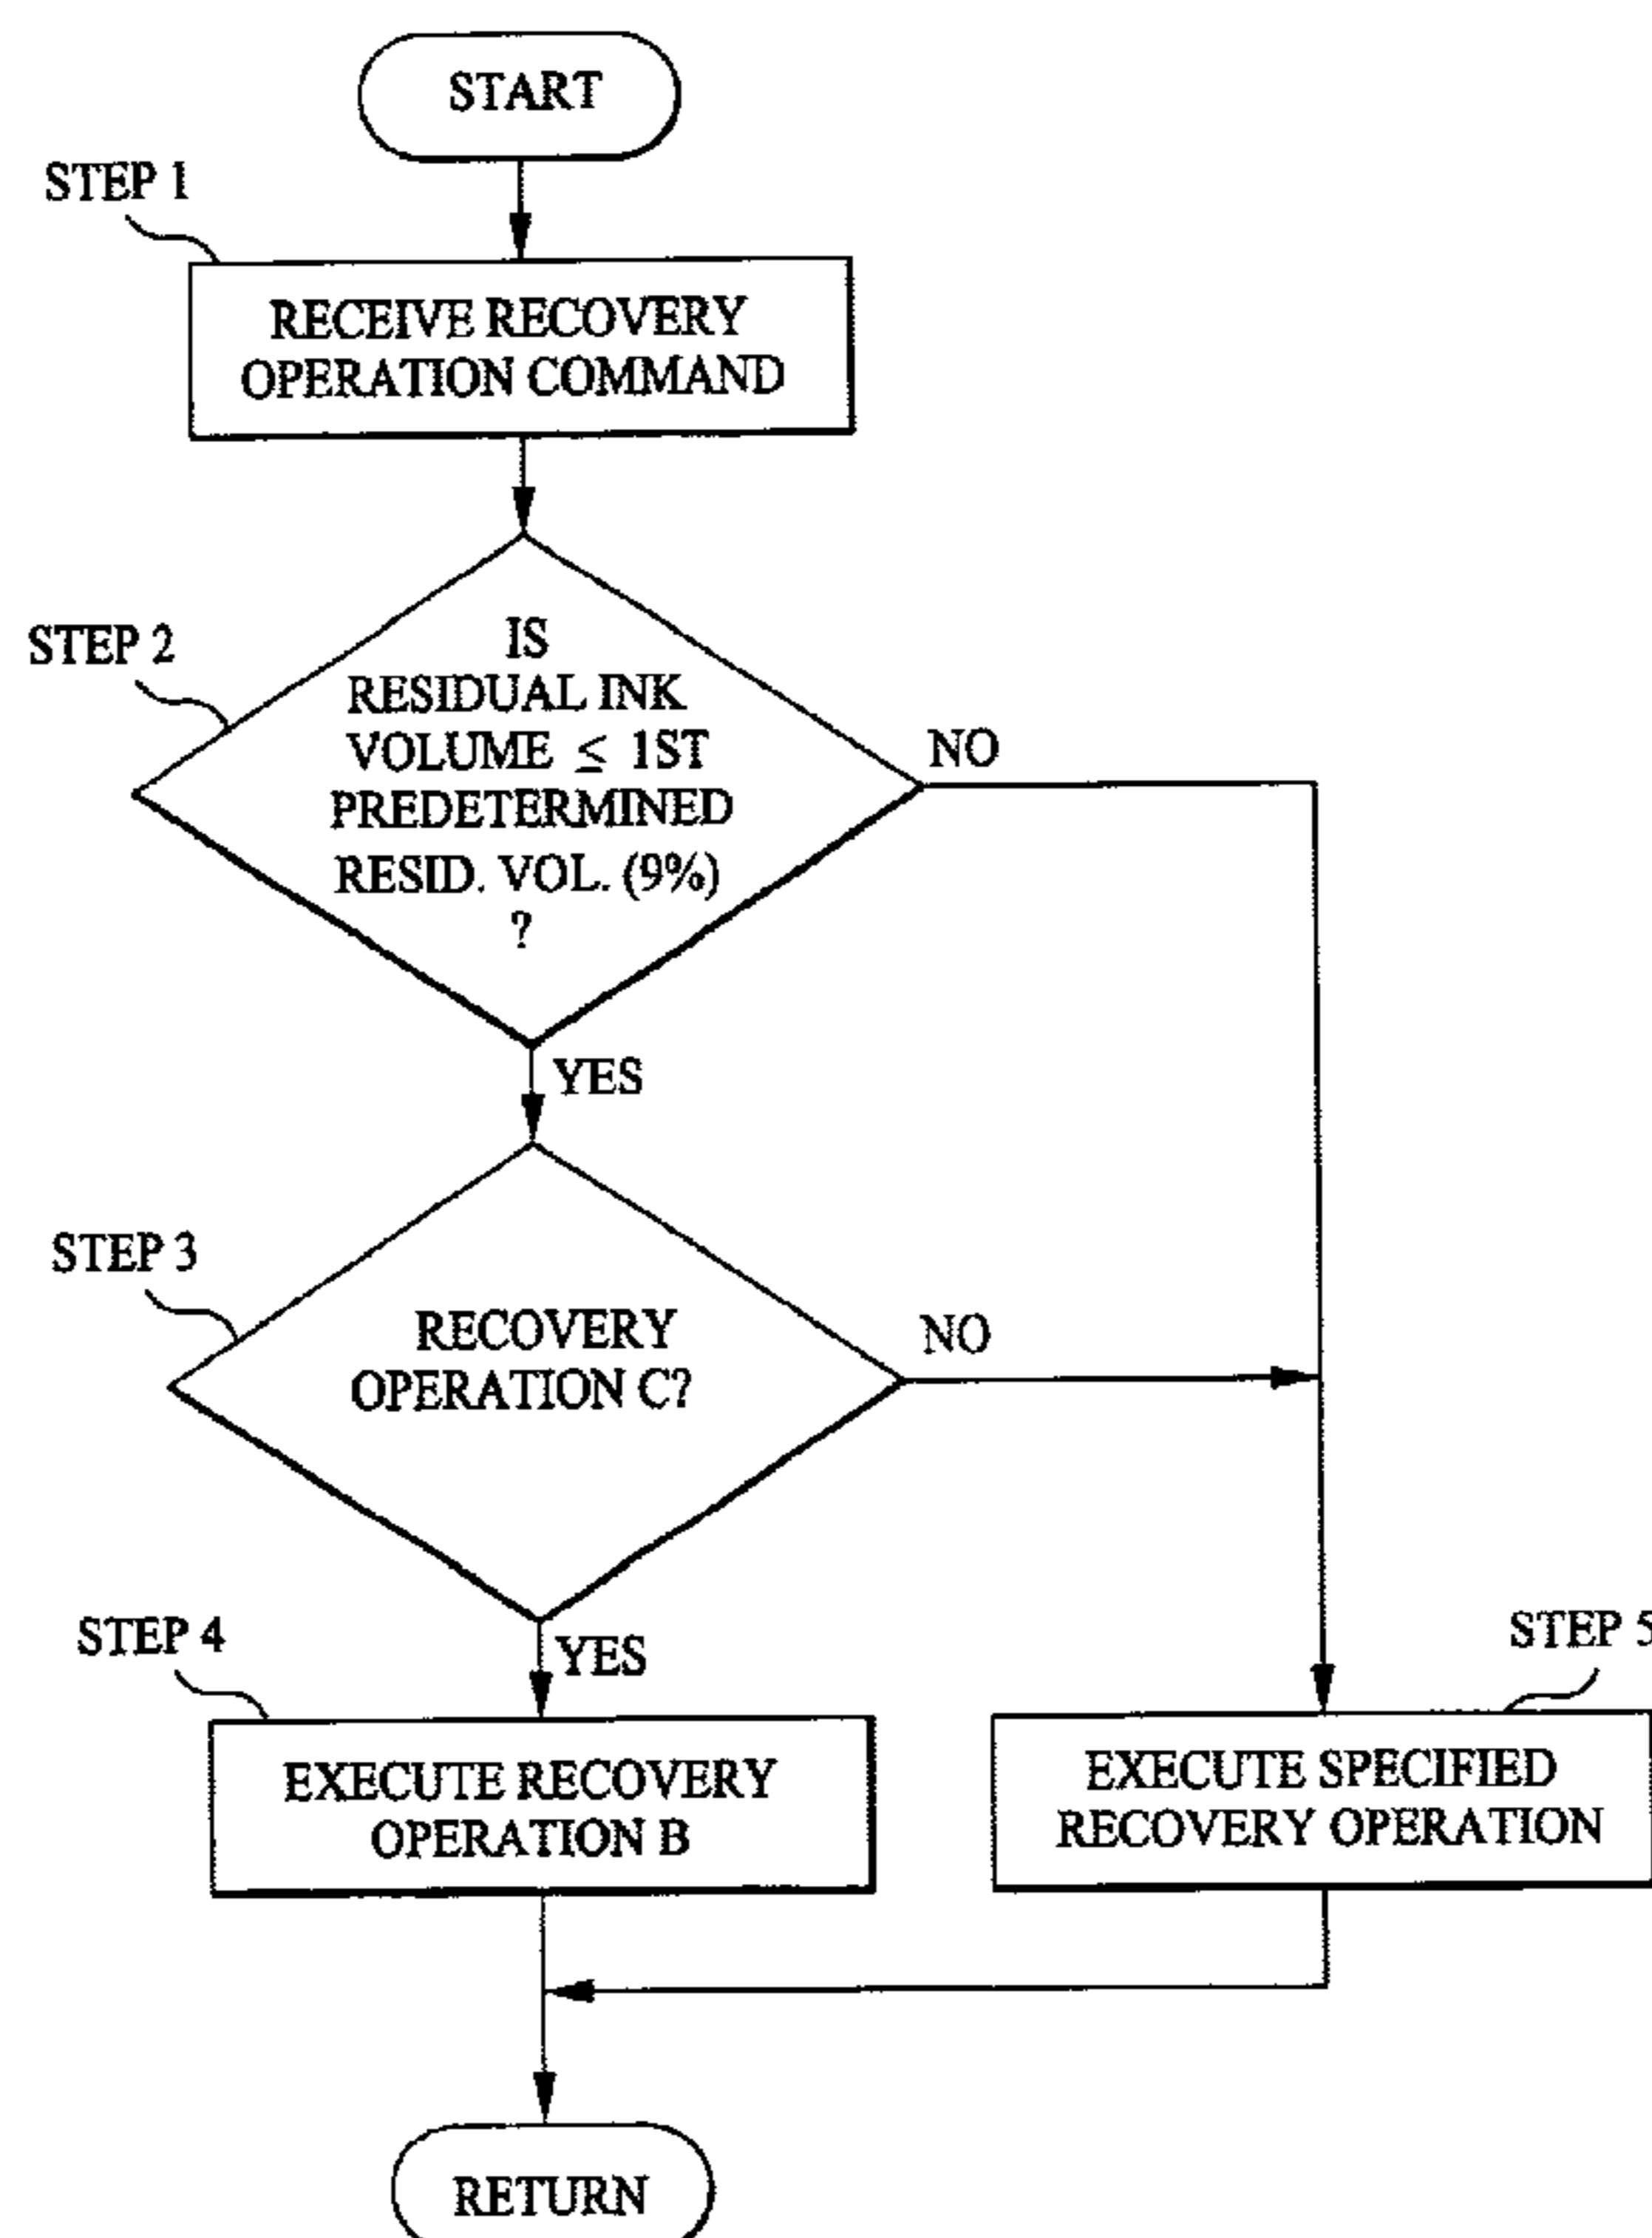 START
STEP 1
RECEIVE RECOVERY
OPERATION COMMAND
STEP 2
IS
RESIDUAL INK
VOLUME ≤ 1ST
PREDETERMINED
RESID. VOL. (9%)
?
NO
YES
STEP 3
RECOVERY
OPERATION C?
NO
YES
STEP 4
EXECUTE RECOVERY
OPERATION B
STEP 5
EXECUTE SPECIFIED
RECOVERY OPERATION
RETURN